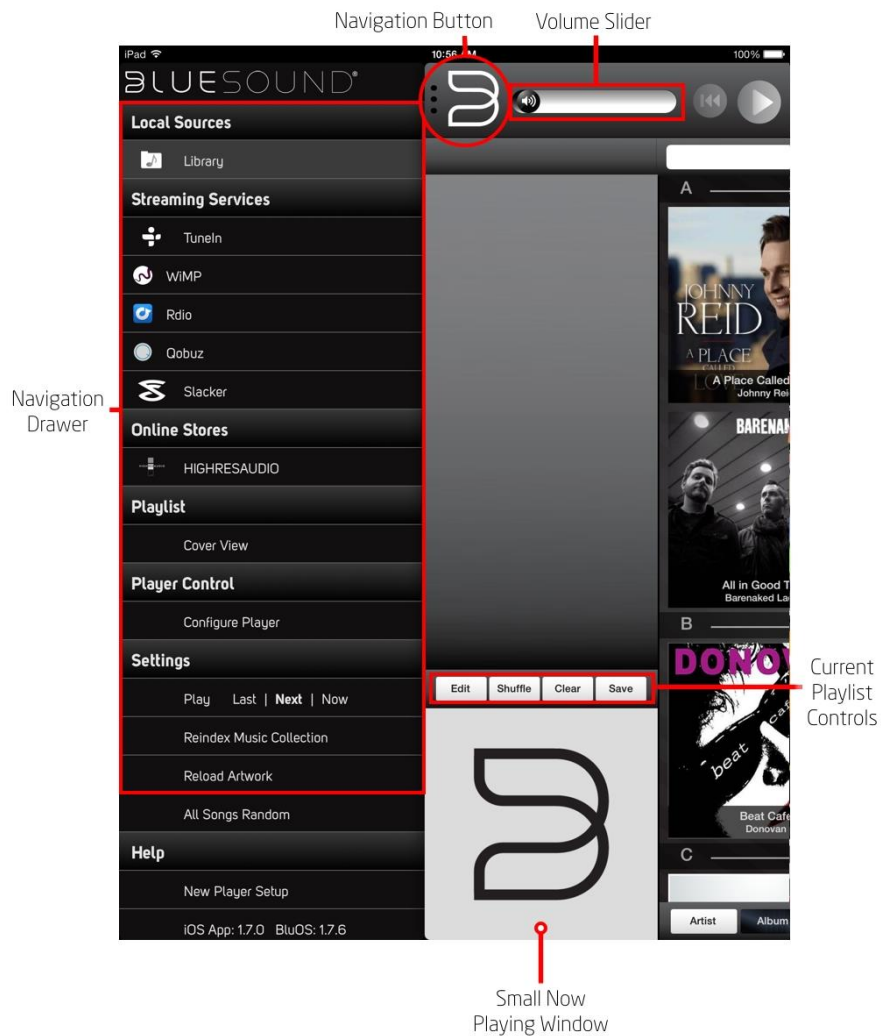 Navigation Button
Volume Slider
iPad
10:56 AM
100%
BLUESOUND
Local Sources
Library
Streaming Services
TuneIn
WiMP
Rdio
Qobuz
Slacker
Online Stores
HIGHRESAUDIO
Playlist
Cover View
Player Control
Configure Player
Settings
Play Last | Next | Now
Reindex Music Collection
Reload Artwork
All Songs Random
Help
New Player Setup
iOS App: 1.7.0 BluOS: 1.7.6
Navigation
Drawer
Edit Shuffle Clear Save
A
JOHNNY
REID
A PLACE
CALLED
LOVE
A Place Called
Johnny Rei
BARENA
All in Good T
Barenaked La
B
DONOV
beat cafe
Beat Cafe
Donovan
C
Artist Album
Current
Playlist
Controls
Small Now
Playing Window